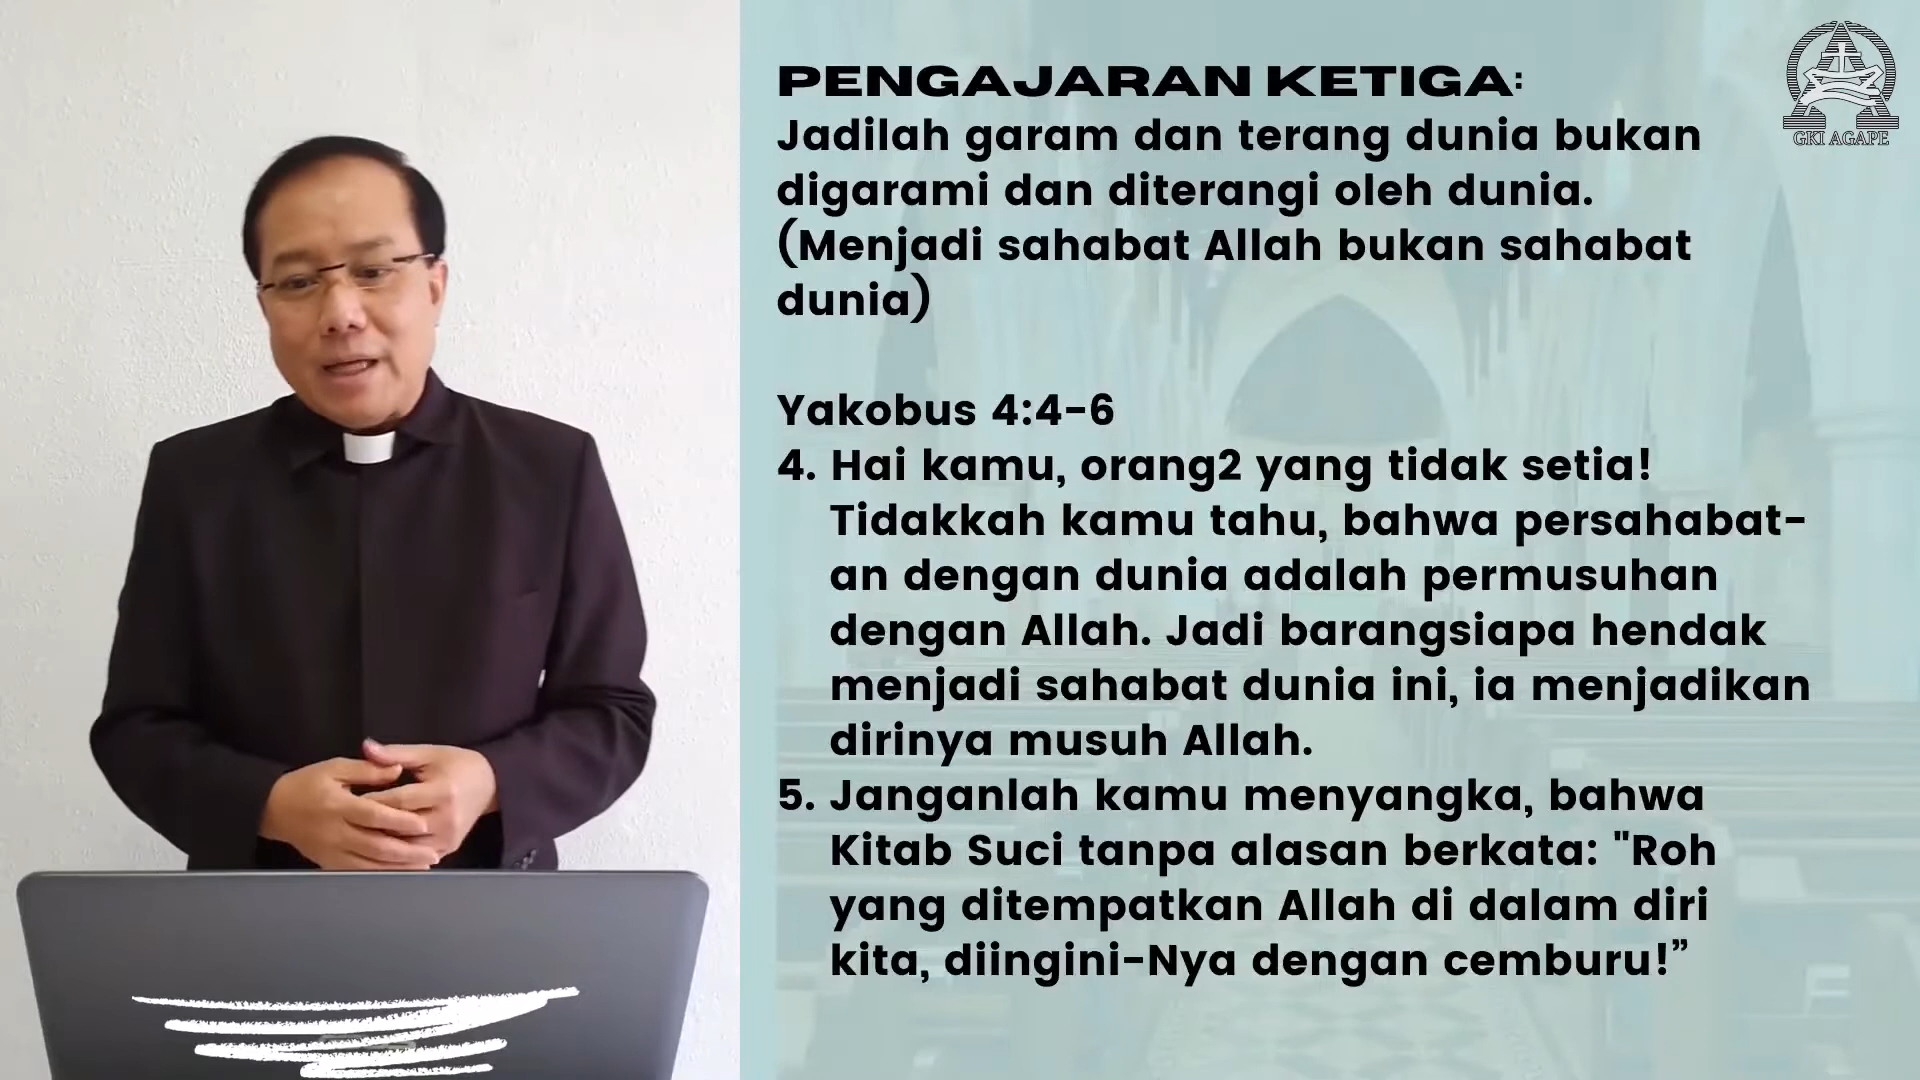 PENGAJARAN KETIGA:
Jadilah garam dan terang dunia bukan
digarami dan diterangi oleh dunia.
(Menjadi sahabat Allah bukan sahabat
dunia)
Yakobus 4:4-6
4. Hai kamu, orang2 yang tidak setia!
Tidakkah kamu tahu, bahwa persahabat-
an dengan dunia adalah permusuhan
dengan Allah. Jadi barangsiapa hendak
menjadi sahabat dunia ini, ia menjadikan
dirinya musuh Allah.
5. Janganlah kamu menyangka, bahwa
Kitab Suci tanpa alasan berkata: "Roh
yang ditempatkan Allah di dalam diri
kita, diingini-Nya dengan cemburu!”
GKI AGAPE